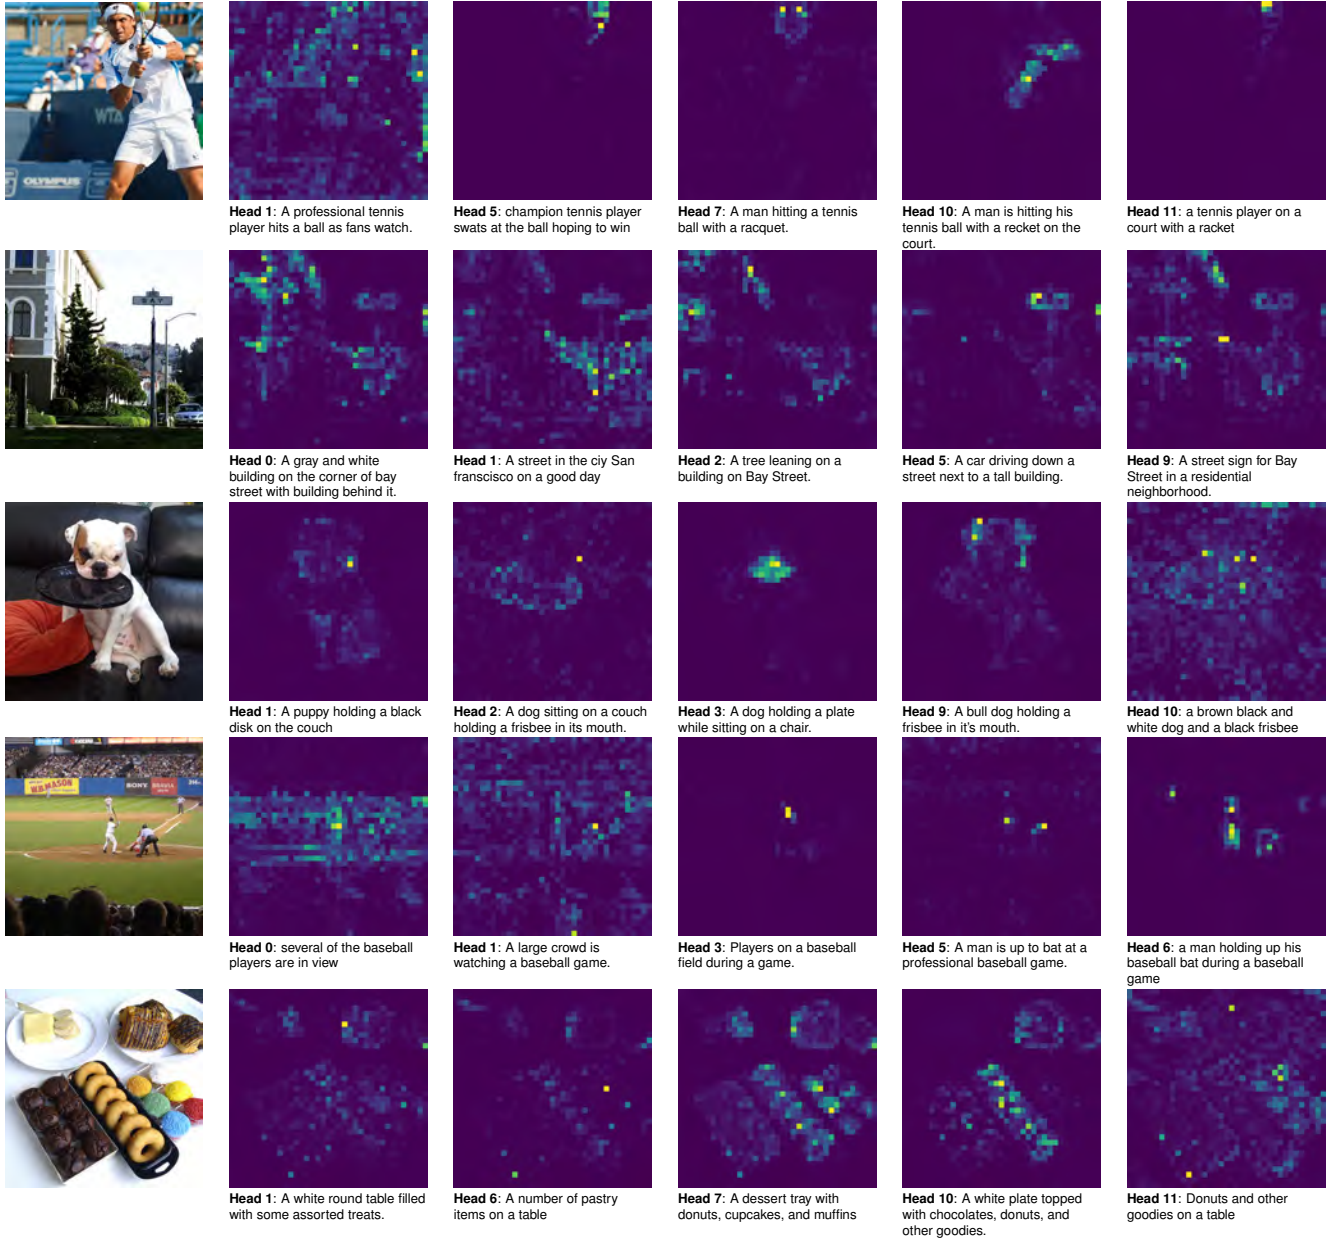 WTA
OLYMPUS
Head 1: A professional tennis
player hits a ball as fans watch.
Head 5: champion tennis player
swats at the ball hoping to win
Head 7: A man hitting a tennis
ball with a racquet.
Head 10: A man is hitting his
tennis ball with a recket on the
court.
Head 11: a tennis player on a
court with a racket
BAY
Head 0: A gray and white
building on the corner of bay
street with building behind it.
Head 1: A street in the ciy San
franscisco on a good day
Head 2: A tree leaning on a
building on Bay Street.
Head 5: A car driving down a
street next to a tall building.
Head 9: A street sign for Bay
Street in a residential
neighborhood.
Head 1: A puppy holding a black
disk on the couch
Head 2: A dog sitting on a couch
holding a frisbee in its mouth.
Head 3: A dog holding a plate
while sitting on a chair.
Head 9: A bull dog holding a
frisbee in it's mouth.
Head 10: a brown black and
white dog and a black frisbee
W.B.MASON
SONY
Head 0: several of the baseball
players are in view
Head 1: A large crowd is
watching a baseball game.
Head 3: Players on a baseball
field during a game.
Head 5: A man is up to bat at a
professional baseball game.
Head 6: a man holding up his
baseball bat during a baseball
game
Head 1: A white round table filled
with some assorted treats.
Head 6: A number of pastry
items on a table
Head 7: A dessert tray with
donuts, cupcakes, and muffins
Head 10: A white plate topped
with chocolates, donuts, and
other goodies.
Head 11: Donuts and other
goodies on a table